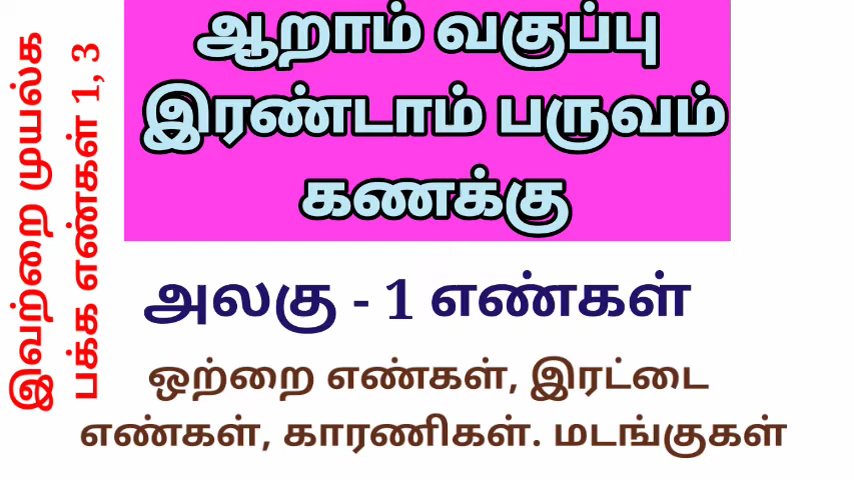 இவற்றை முயல்க
பக்க எண்கள் 1, 3
ஆறாம் வகுப்பு
இரண்டாம் பருவம்
கணக்கு
அலகு - 1 எண்கள்
ஒற்றை எண்கள், இரட்டை
எண்கள், காரணிகள். மடங்குகள்